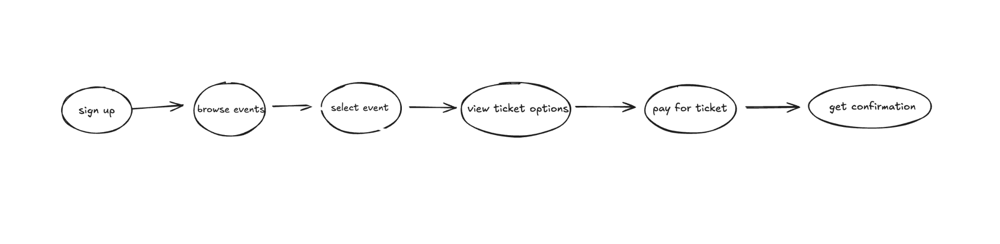 sign up
browse events
select event
view ticket options
pay for ticket
get confirmation